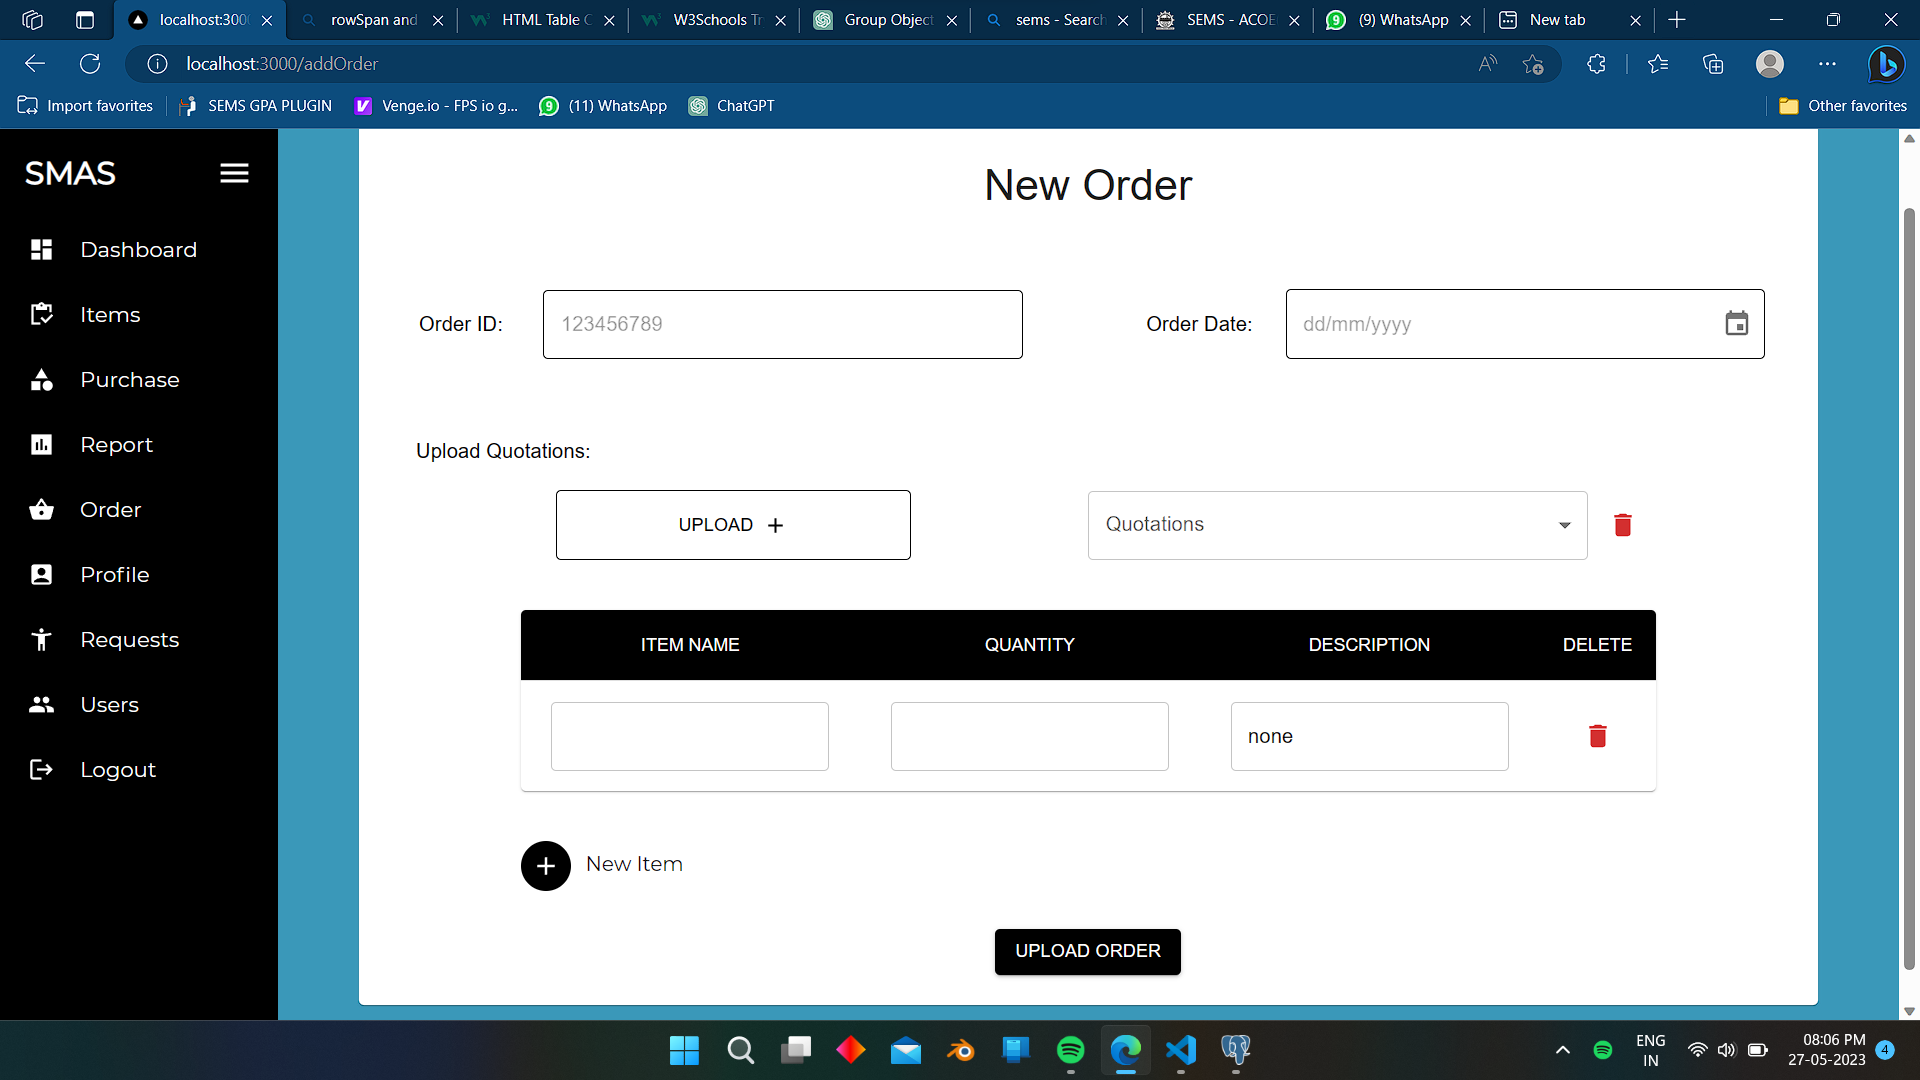 localhost:300
rowSpan and
HTML Table C
W3Schools Tr
Group Object
sems - Search
SEMS - ACOE
(9) WhatsApp
New tab
localhost:3000/addOrder
Import favorites
SEMS GPA PLUGIN
Venge.io - FPS io g...
(11) WhatsApp
ChatGPT
Other favorites
SMAS
Dashboard
Items
Purchase
Report
Order
Profile
Requests
Users
Logout
New Order
Order ID:
123456789
Order Date:
dd/mm/yyyy
Upload Quotations:
UPLOAD +
Quotations
ITEM NAME QUANTITY DESCRIPTION DELETE
none
+ New Item
UPLOAD ORDER
ENG
IN
08:06 PM
27-05-2023
4